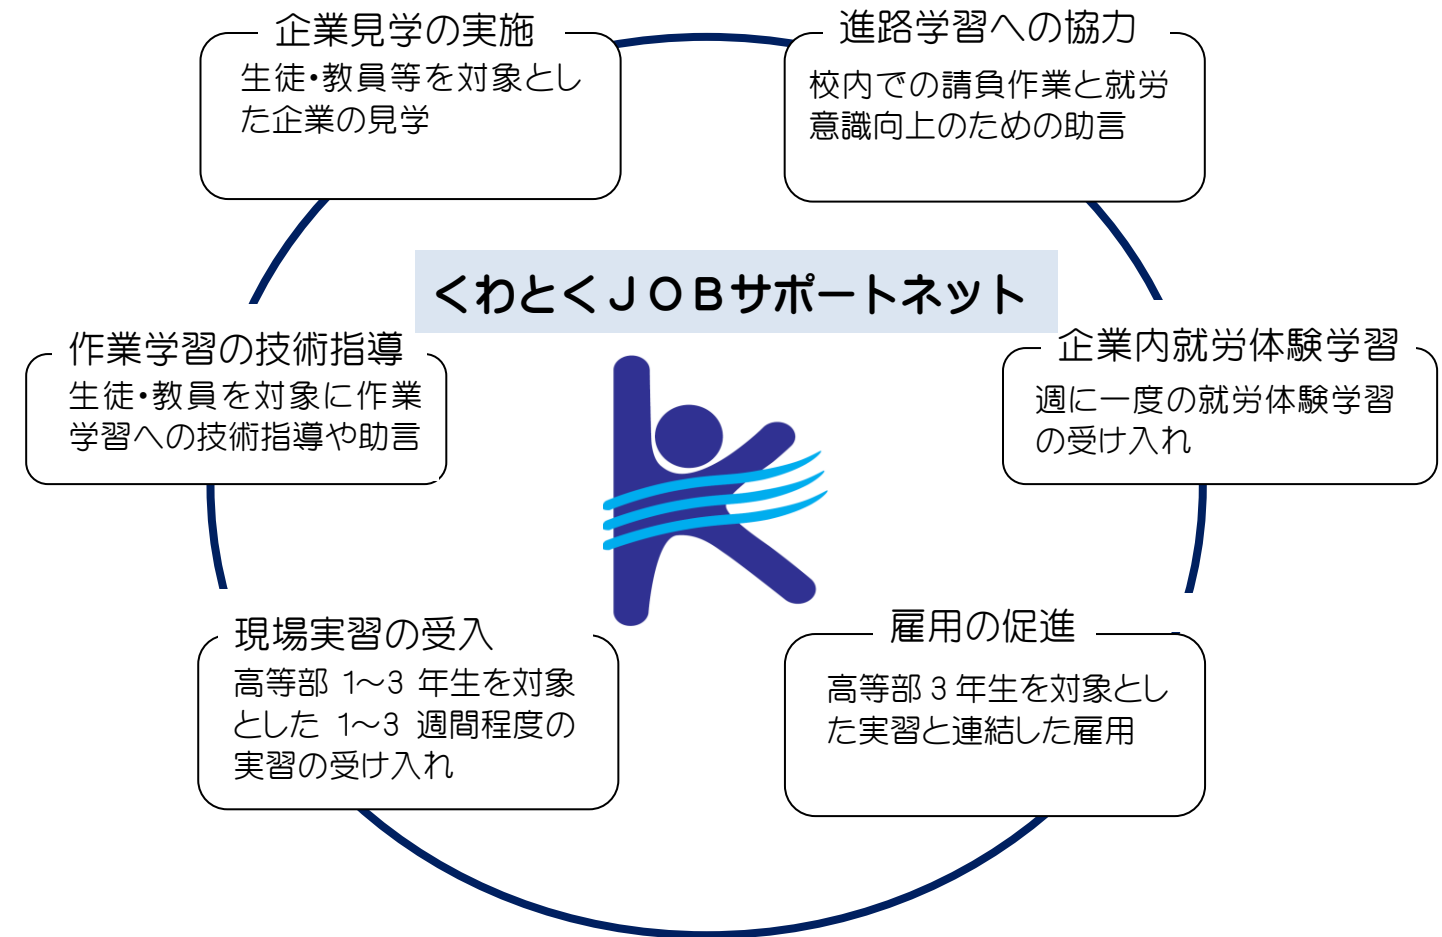 企業見学の実施
生徒・教員等を対象とし
た企業の見学
進路学習への協力
校内での請負作業と就労
意識向上のための助言
くわとくＪＯＢサポートネット
作業学習の技術指導
生徒・教員を対象に作業
学習への技術指導や助言
企業内就労体験学習
週に一度の就労体験学習
の受け入れ
現場実習の受入
高等部 1～3 年生を対象
とした 1～3 週間程度の
実習の受け入れ
雇用の促進
高等部 3 年生を対象とし
た実習と連結した雇用